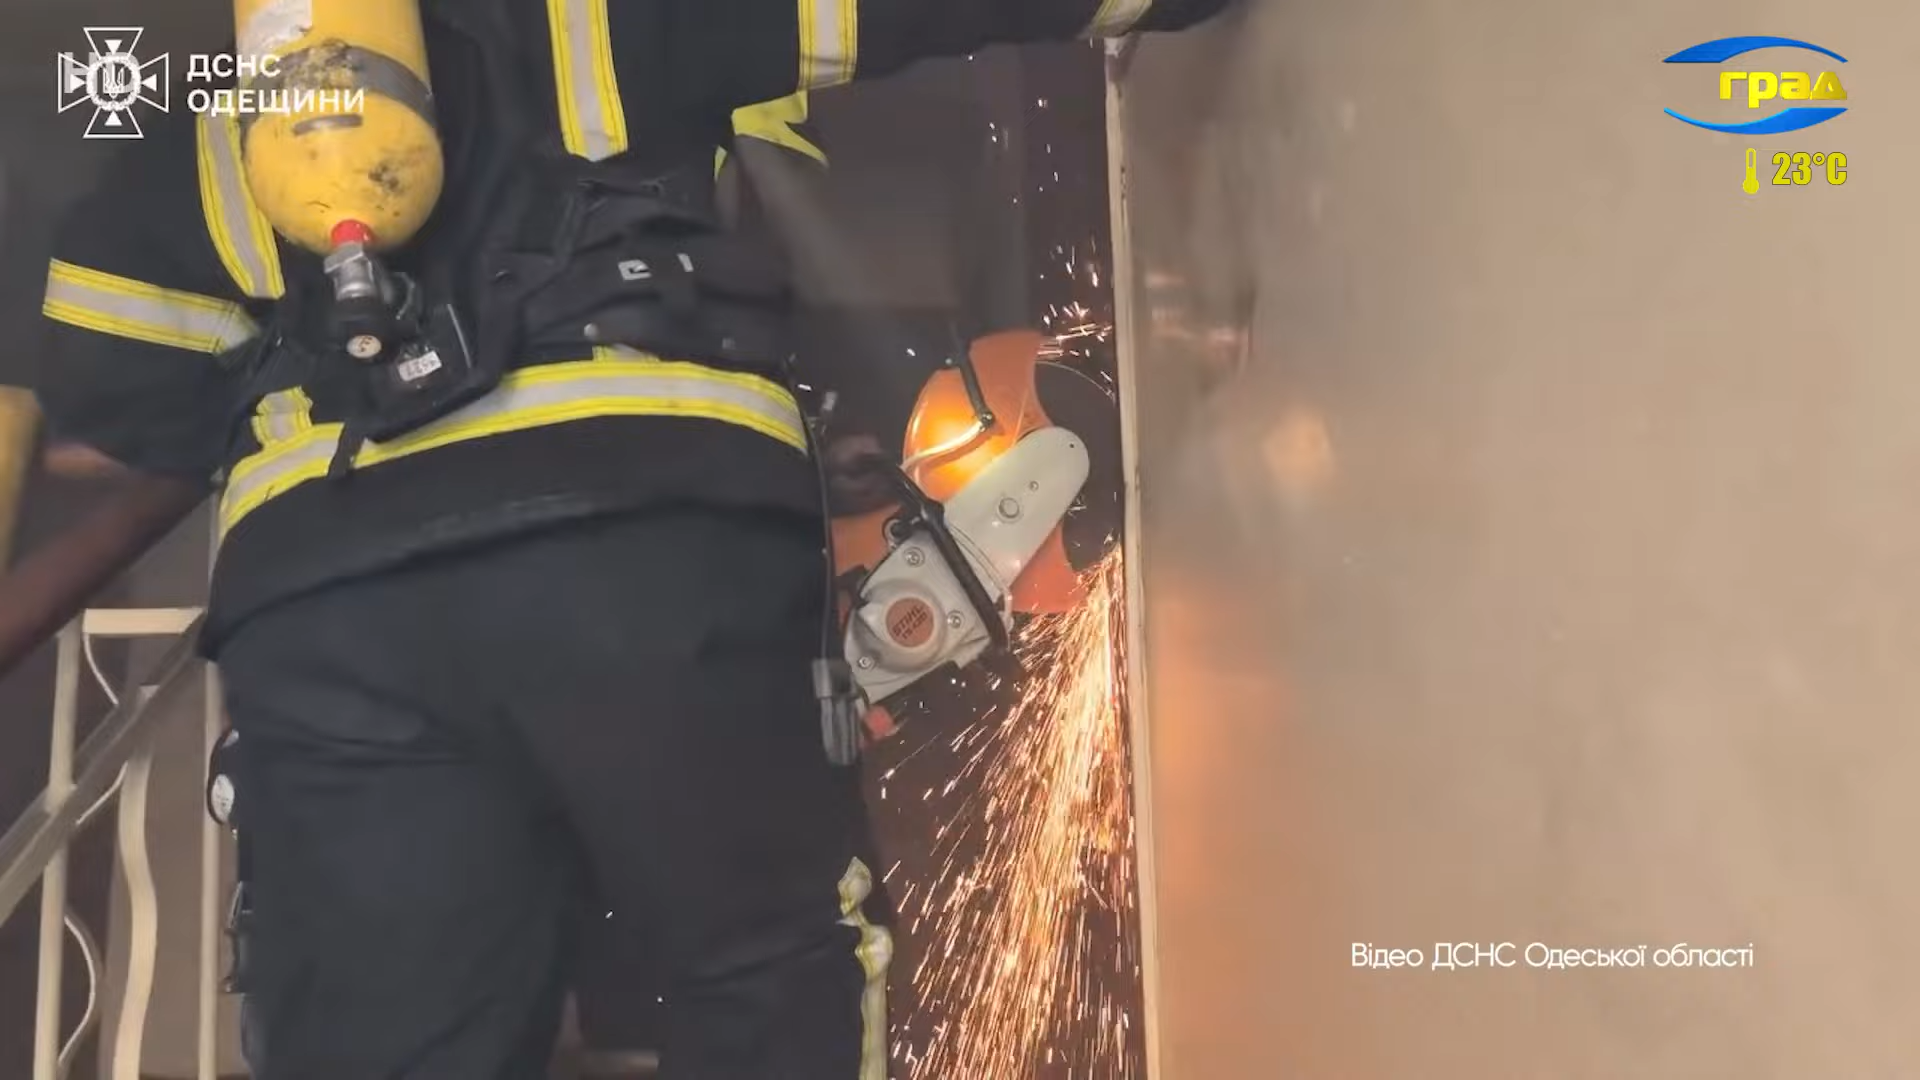 ДСНС
ОДЕЩИНИ
град
23°C
STIHL
Відео ДСНС Одеської області